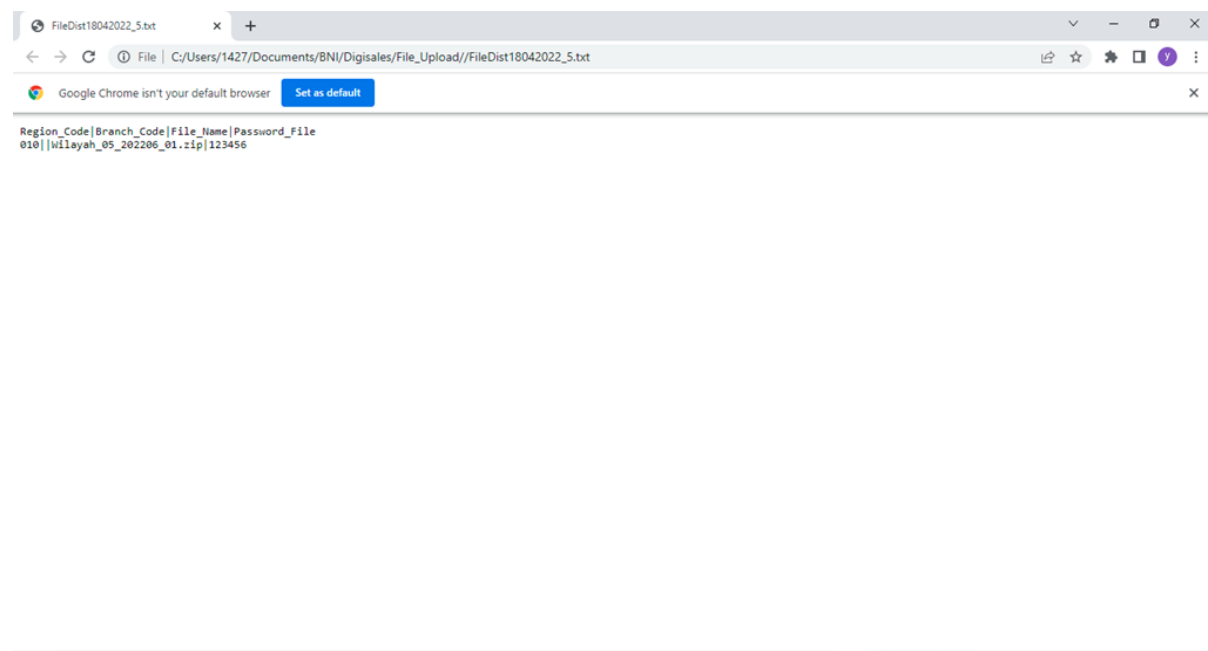 FileDist18042022_5.txt
File | C:/Users/1427/Documents/BNI/Digisales/File_Upload//FileDist18042022_5.txt
y
Google Chrome isn't your default browser Set as default
Region_Code|Branch_Code|File_Name|Password_File
010||Wilayah_05_202206_01.zip|123456